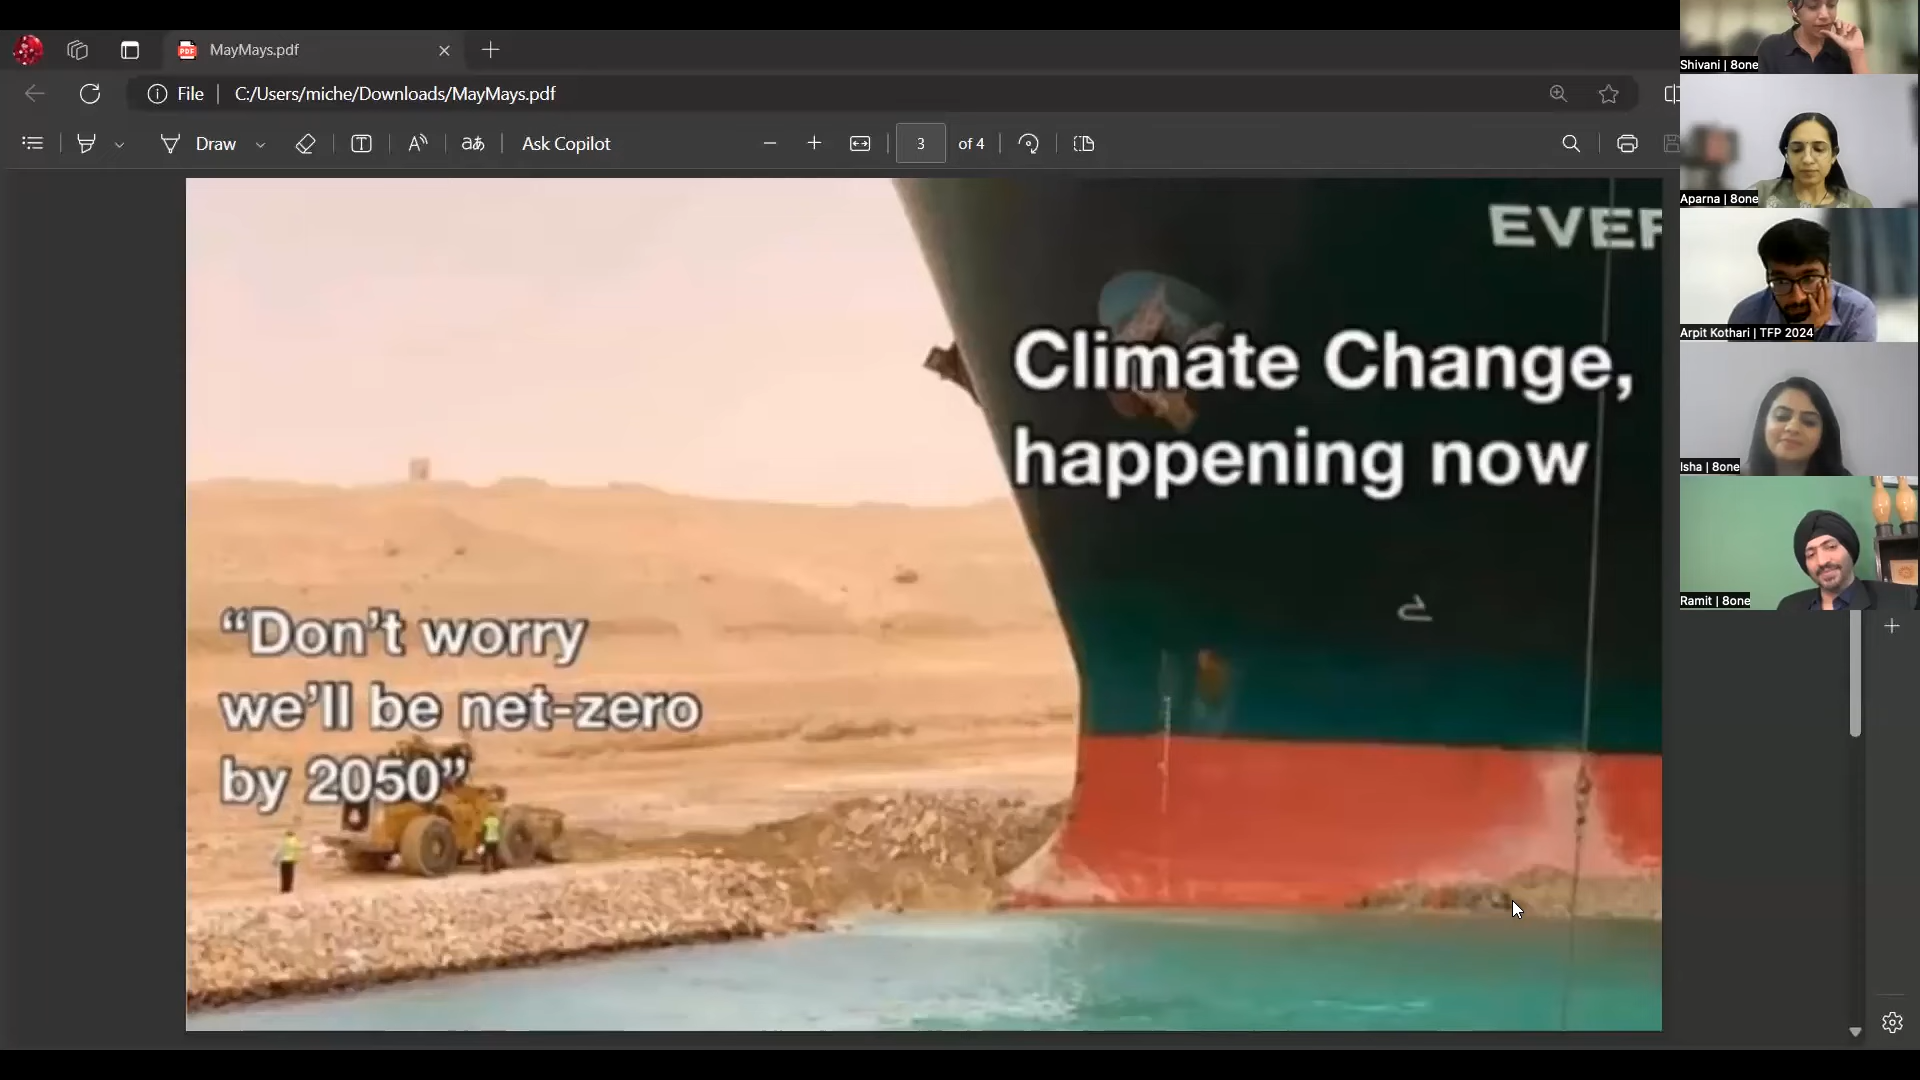 MayMays.pdf
File
C:/Users/miche/Downloads/MayMays.pdf
Draw
aあ
Ask Copilot
3 of 4
EVER
Climate Change,
happening now
“Don’t worry
we’ll be net-zero
by 2050”
Shivani | 8one
Aparna | 8one
Arpit Kothari | TFP 2024
Isha | 8one
Ramit | 8one